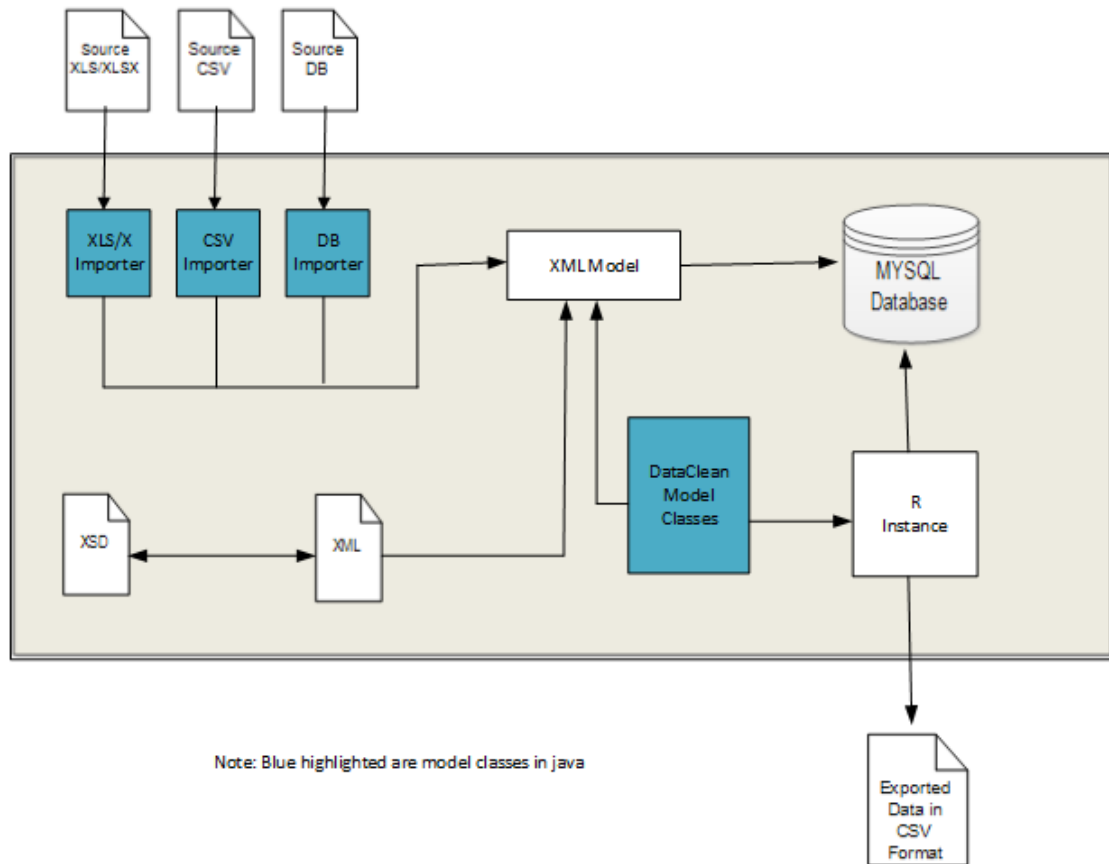 Source
XLS/XLSX
Source
CSV
Source
DB
XLS/X
Importer
CSV
Importer
DB
Importer
XML Model
MYSQL
Database
DataClean
Model
Classes
R
Instance
XSD
XML
Note: Blue highlighted are model classes in java
Exported
Data in
CSV
Format